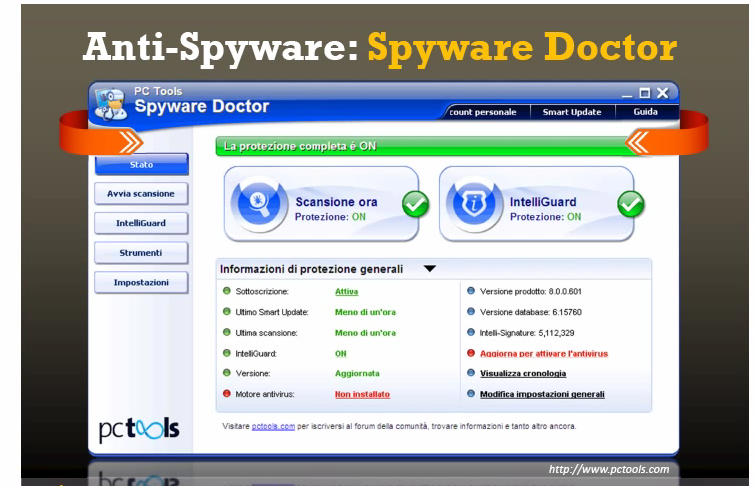 Anti-Spyware: Spyware Doctor
PC Tools
Spyware Doctor
count personale
Smart Update
Guida
La protezione completa é ON
Stato
Avvia scansione
IntelliGuard
Strumenti
Impostazioni
Scansione ora
Protezione: ON
IntelliGuard
Protezione: ON
Informazioni di protezione generali
Sottoscrizione: Attiva
Ultimo Smart Update: Meno di un'ora
Ultima scansione: Meno di un'ora
IntelliGuard: ON
Versione: Aggiornata
Motore antivirus: Non installato
Versione prodotto: 8.0.0.601
Versione database: 6.15760
Intelli-Signature: 5,112,329
Aggiorna per attivare l'antivirus
Visualizza cronologia
Modifica impostazioni generali
pctools
Visitare pctools.com per iscriversi al forum della comunità, trovare informazioni e tanto altro ancora.
http://www.pctools.com